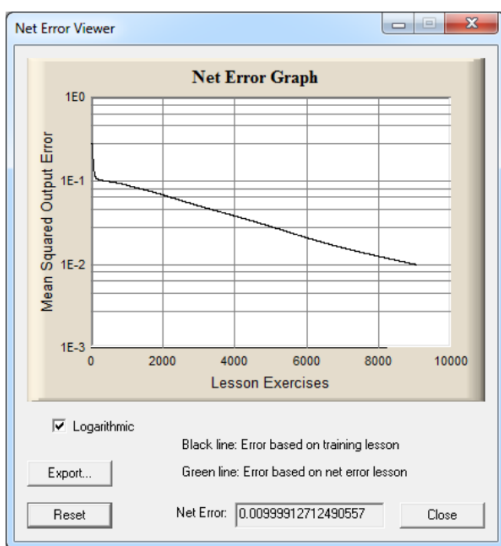 Net Error Viewer
Net Error Graph
Mean Squared Output Error
1E0
1E-1
1E-2
1E-3
0 2000 4000 6000 8000 10000
Lesson Exercises
Logarithmic
Black line: Error based on training lesson
Export...
Green line: Error based on net error lesson
Reset
Net Error: 0.00999912712490557
Close